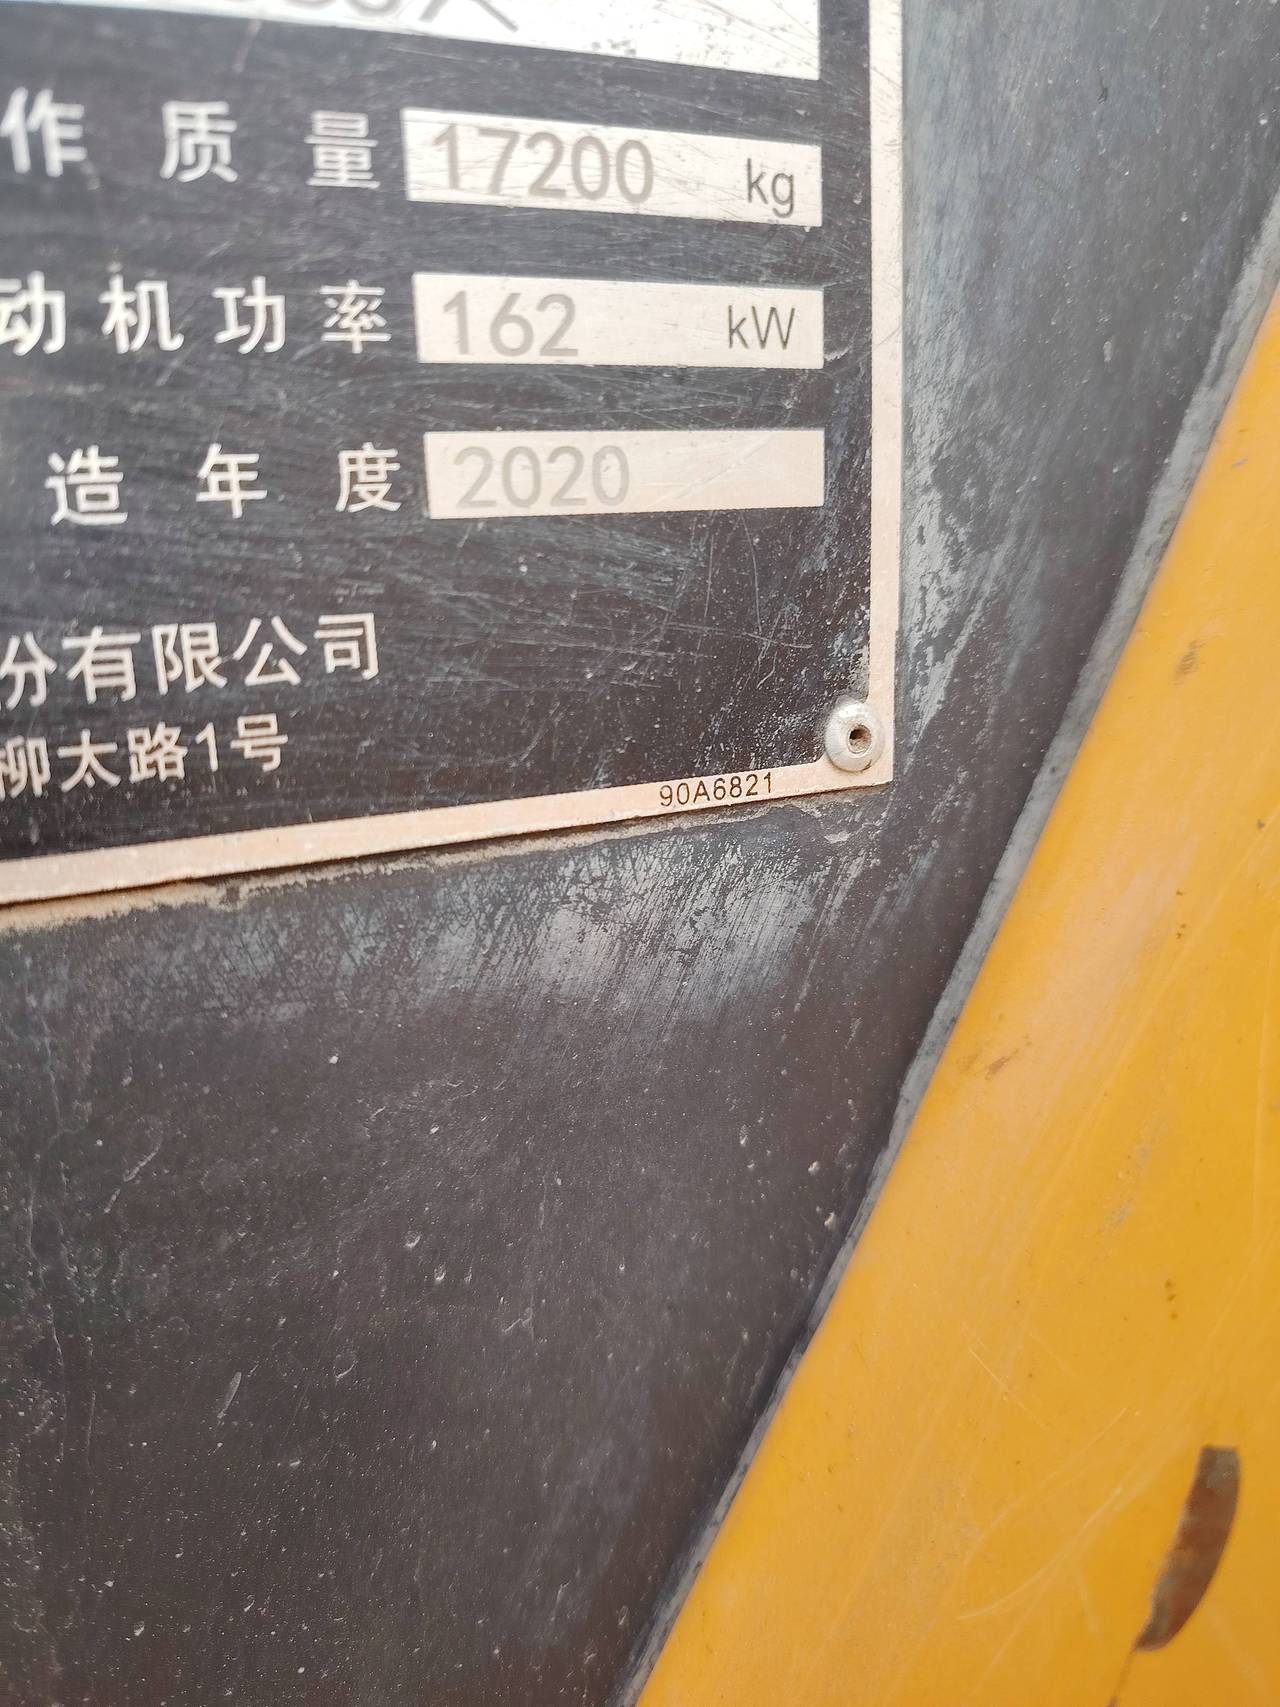 作 质 量 17200 kg
动机功率 162 kW
造 年 度 2020
份有限公司
柳太路1号
90A6821